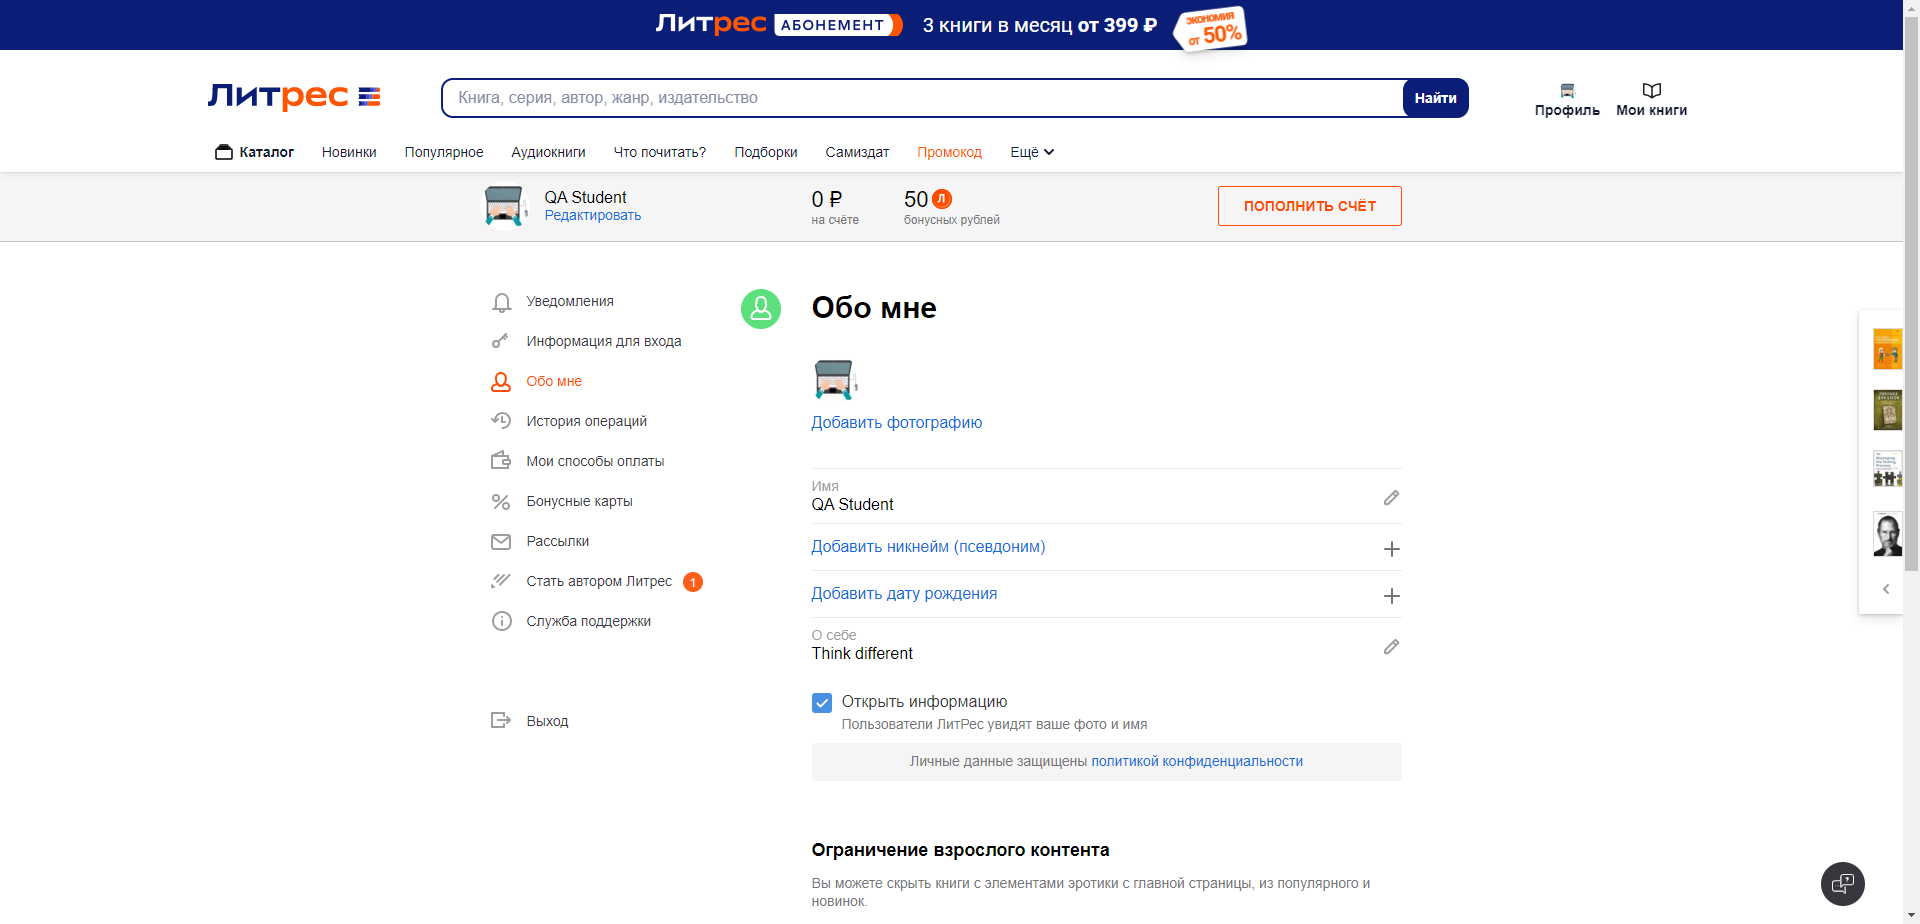 Литрес АБОНЕМЕНТ 3 книги в месяц от 399 ₽ ЭКОНОМИЯ от 50%
Литрес Книга, серия, автор, жанр, издательство Найти Профиль Мои книги
Каталог Новинки Популярное Аудиокниги Что почитать? Подборки Самиздат Промокод Ещё
QA Student 0 ₽ 50 Л ПОПОЛНИТЬ СЧЁТ
Редактировать на счёте бонусных рублей
Уведомления
Информация для входа
Обо мне
История операций
Мои способы оплаты
Бонусные карты
Рассылки
Стать автором Литрес 1
Служба поддержки
Выход
Обо мне
Добавить фотографию
Имя
QA Student
Добавить никнейм (псевдоним)
Добавить дату рождения
О себе
Think different
Открыть информацию
Пользователи ЛитРес увидят ваше фото и имя
Личные данные защищены политикой конфиденциальности
Ограничение взрослого контента
Вы можете скрыть книги с элементами эротики с главной страницы, из популярного и
новинок.